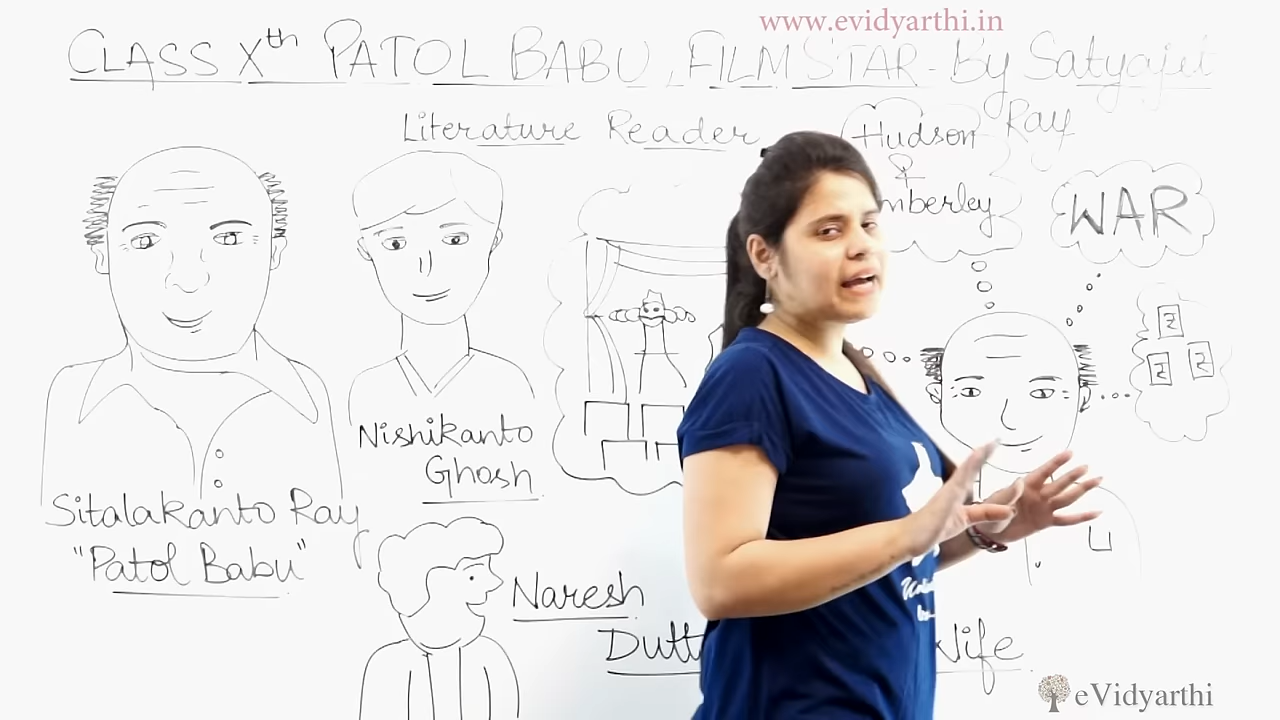 www.evidyarthi.in
CLASS Xth PATOL BABU, FILM STAR - By Satyajit
Ray
Literature Reader
Hudson
&
WAR
₹
₹ ₹
Nishikanto
Ghosh
Sitalakanto Ray
"Patol Babu"
Naresh
eVidyarthi